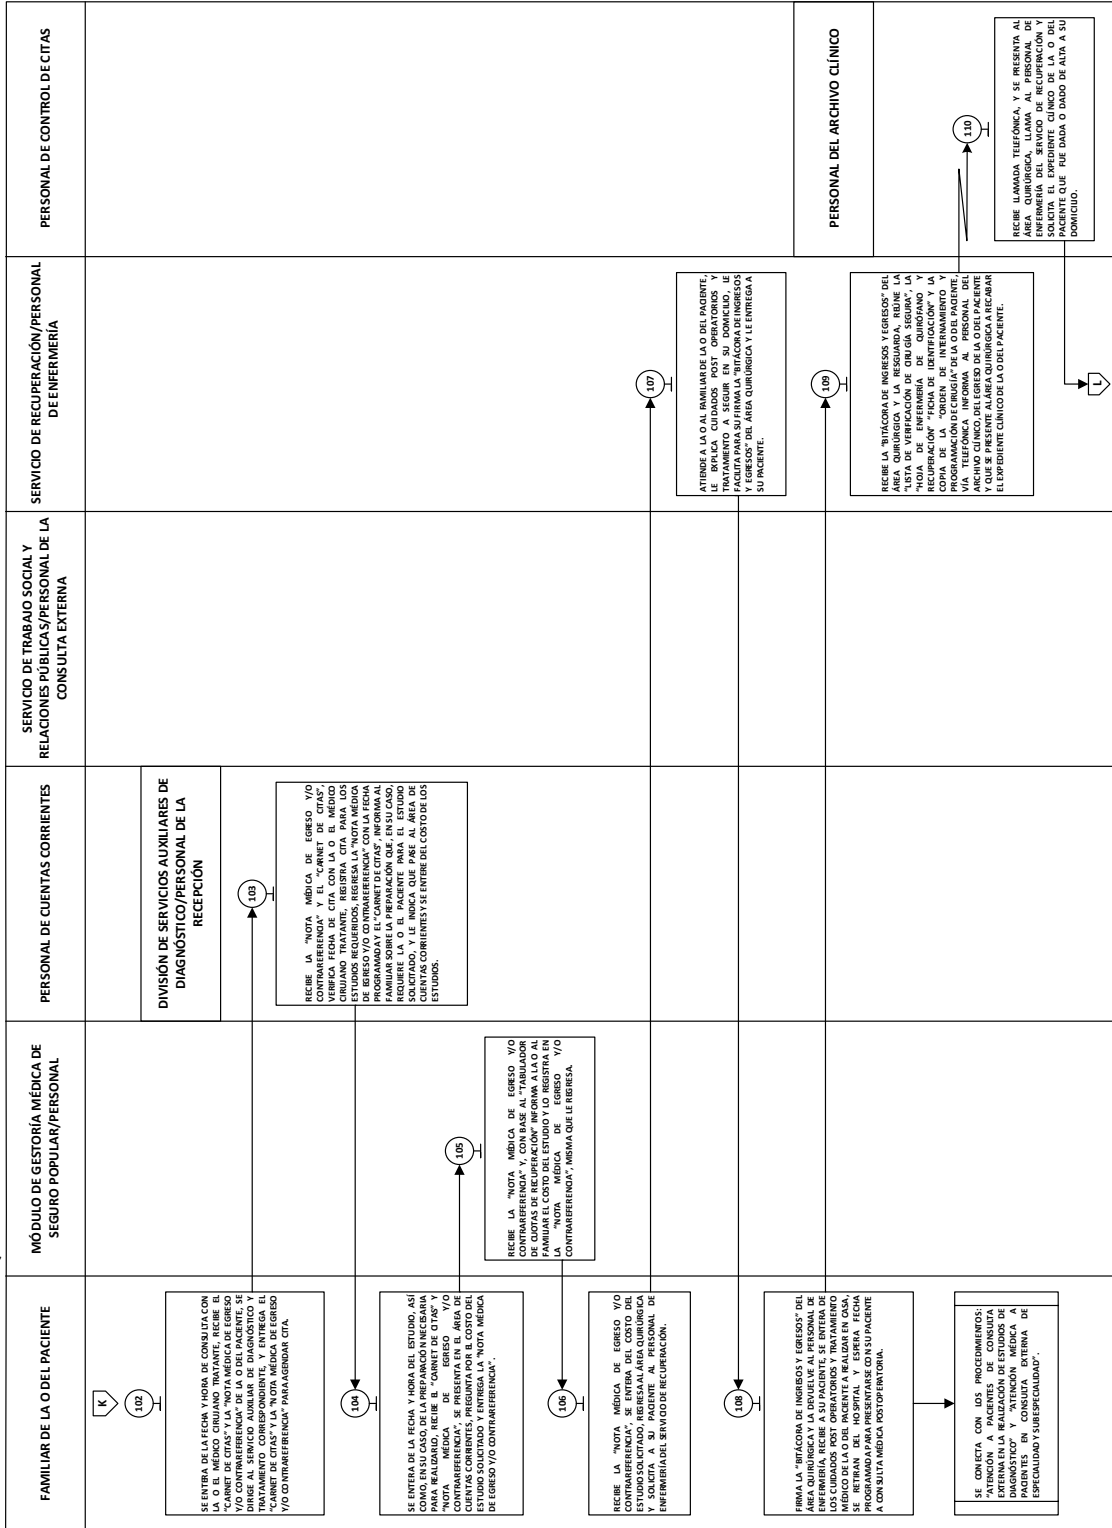 FAMILIAR DE LA O DEL PACIENTE
MÓDULO DE GESTORÍA MÉDICA DE
SEGURO POPULAR/PERSONAL
PERSONAL DE CUENTAS CORRIENTES
SERVICIO DE TRABAJO SOCIAL Y
RELACIONES PÚBLICAS/PERSONAL DE LA
CONSULTA EXTERNA
SERVICIO DE RECUPERACIÓN/PERSONAL
DE ENFERMERÍA
PERSONAL DE CONTROL DE CITAS
K
102
SE ENTERA DE LA FECHA Y HORA DE CONSULTA CON
LA O EL MÉDICO CIRUJANO TRATANTE, RECIBE EL
"CARNET DE CITAS" Y LA "NOTA MÉDICA DE EGRESO
Y/O CONTRAREFERENCIA" DE LA O DEL PACIENTE, SE
DIRIGE AL SERVICIO AUXILIAR DE DIAGNÓSTICO Y
TRATAMIENTO CORRESPONDIENTE, Y ENTREGA EL
"CARNET DE CITAS" Y LA "NOTA MÉDICA DE EGRESO
Y/O CONTRAREFERENCIA" PARA AGENDAR CITA.
DIVISIÓN DE SERVICIOS AUXILIARES DE
DIAGNÓSTICO/PERSONAL DE LA
RECEPCIÓN
103
RECIBE LA "NOTA MÉDICA DE EGRESO Y/O
CONTRAREFERENCIA" Y EL "CARNET DE CITAS",
VERIFICA FECHA DE CITA CON LA O EL MÉDICO
CIRUJANO TRATANTE, REGISTRA CITA PARA LOS
ESTUDIOS REQUERIDOS, REGRESA LA "NOTA MÉDICA
DE EGRESO Y/O CONTRAREFERENCIA" CON LA FECHA
PROGRAMADA Y EL "CARNET DE CITAS", INFORMA AL
FAMILIAR SOBRE LA PREPARACIÓN QUE, EN SU CASO,
REQUIERE LA O EL PACIENTE PARA EL ESTUDIO
SOLICITADO, Y LE INDICA QUE PASE AL ÁREA DE
CUENTAS CORRIENTES Y SE ENTERE DEL COSTO DE LOS
ESTUDIOS.
104
SE ENTERA DE LA FECHA Y HORA DEL ESTUDIO, ASÍ
COMO, EN SU CASO, DE LA PREPARACIÓN NECESARIA
PARA REALIZARLO, RECIBE EL "CARNET DE CITAS" Y
"NOTA MÉDICA DE EGRESO Y/O
CONTRAREFERENCIA", SE PRESENTA EN EL ÁREA DE
CUENTAS CORRIENTES, PREGUNTA POR EL COSTO DEL
ESTUDIO SOLICITADO Y ENTREGA LA "NOTA MÉDICA
DE EGRESO Y/O CONTRAREFERENCIA".
105
RECIBE LA "NOTA MÉDICA DE EGRESO Y/O
CONTRAREFERENCIA" Y, CON BASE AL "TABULADOR
DE CUOTAS DE RECUPERACIÓN" INFORMA A LA O AL
FAMILIAR EL COSTO DEL ESTUDIO Y LO REGISTRA EN
LA "NOTA MÉDICA DE EGRESO Y/O
CONTRAREFERENCIA", MISMA QUE LE REGRESA.
106
RECIBE LA "NOTA MÉDICA DE EGRESO Y/O
CONTRAREFERENCIA", SE ENTERA DEL COSTO DEL
ESTUDIO SOLICITADO, REGRESA AL ÁREA QUIRÚRGICA
Y SOLICITA A SU PACIENTE AL PERSONAL DE
ENFERMERÍA DEL SERVICIO DE RECUPERACIÓN.
107
ATIENDE A LA O AL FAMILIAR DE LA O DEL PACIENTE,
LE EXPLICA CUIDADOS POST OPERATORIOS Y
TRATAMIENTO A SEGUIR EN SU DOMICILIO, LE
FACILITA PARA SU FIRMA LA "BITÁCORA DE INGRESOS
Y EGRESOS" DEL ÁREA QUIRÚRGICA Y LE ENTREGA A
SU PACIENTE.
108
FIRMA LA "BITÁCORA DE INGRESOS Y EGRESOS" DEL
ÁREA QUIRÚRGICA Y LA DEVUELVE AL PERSONAL DE
ENFERMERÍA, RECIBE A SU PACIENTE, SE ENTERA DE
LOS CUIDADOS POST OPERATORIOS Y TRATAMIENTO
MÉDICO DE LA O DEL PACIENTE A REALIZAR EN CASA,
SE RETIRAN DEL HOSPITAL Y ESPERA FECHA
PROGRAMADA PARA PRESENTARSE CON SU PACIENTE
A CONSULTA MÉDICA POSTOPERATORIA.
109
RECIBE LA "BITÁCORA DE INGRESOS Y EGRESOS" DEL
ÁREA QUIRÚRGICA Y LA RESGUARDA, REÚNE LA
"LISTA DE VERIFICACIÓN DE CIRUGÍA SEGURA", LA
"HOJA DE ENFERMERÍA DE QUIRÓFANO Y
RECUPERACIÓN" "FICHA DE IDENTIFICACIÓN" Y LA
COPIA DE LA "ORDEN DE INTERNAMIENTO Y
PROGRAMACIÓN DE CIRUGÍA" DE LA O DEL PACIENTE,
VÍA TELEFÓNICA INFORMA AL PERSONAL DEL
ARCHIVO CLÍNICO, DEL EGRESO DE LA O DEL PACIENTE
Y QUE SE PRESENTE AL ÁREA QUIRÚRGICA A RECABAR
EL EXPEDIENTE CLÍNICO DE LA O DEL PACIENTE.
PERSONAL DEL ARCHIVO CLÍNICO
110
RECIBE LLAMADA TELEFÓNICA, Y SE PRESENTA AL
ÁREA QUIRÚRGICA, LLAMA AL PERSONAL DE
ENFERMERÍA DEL SERVICIO DE RECUPERACIÓN Y
SOLICITA EL EXPEDIENTE CLÍNICO DE LA O DEL
PACIENTE QUE FUE DADA O DADO DE ALTA A SU
DOMICILIO.
SE CONECTA CON LOS PROCEDIMIENTOS:
"ATENCIÓN A PACIENTES DE CONSULTA
EXTERNA EN LA REALIZACIÓN DE ESTUDIOS DE
DIAGNÓSTICO" Y "ATENCIÓN MÉDICA A
PACIENTES EN CONSULTA EXTERNA DE
ESPECIALIDAD Y SUBESPECIALIDAD".
L